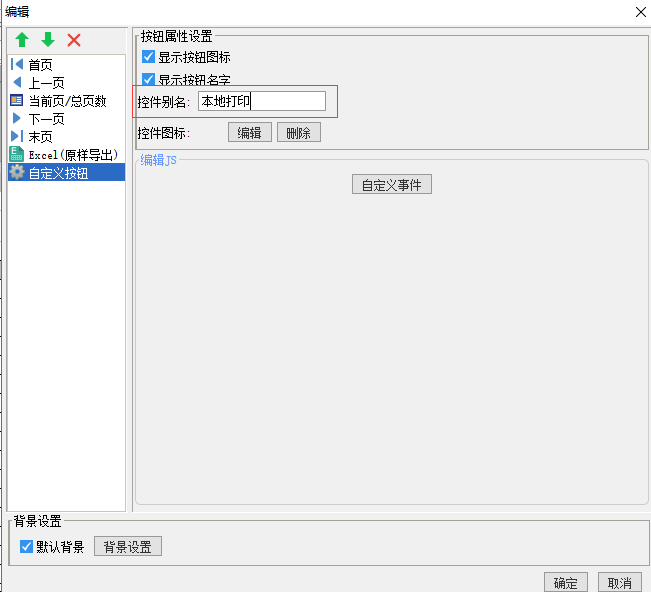 编辑
首页
上一页
当前页/总页数
下一页
末页
Excel(原样导出)
自定义按钮
按钮属性设置
显示按钮图标
显示按钮名字
控件别名: 本地打印
控件图标: 编辑 删除
编辑JS
自定义事件
背景设置
默认背景 背景设置
确定 取消